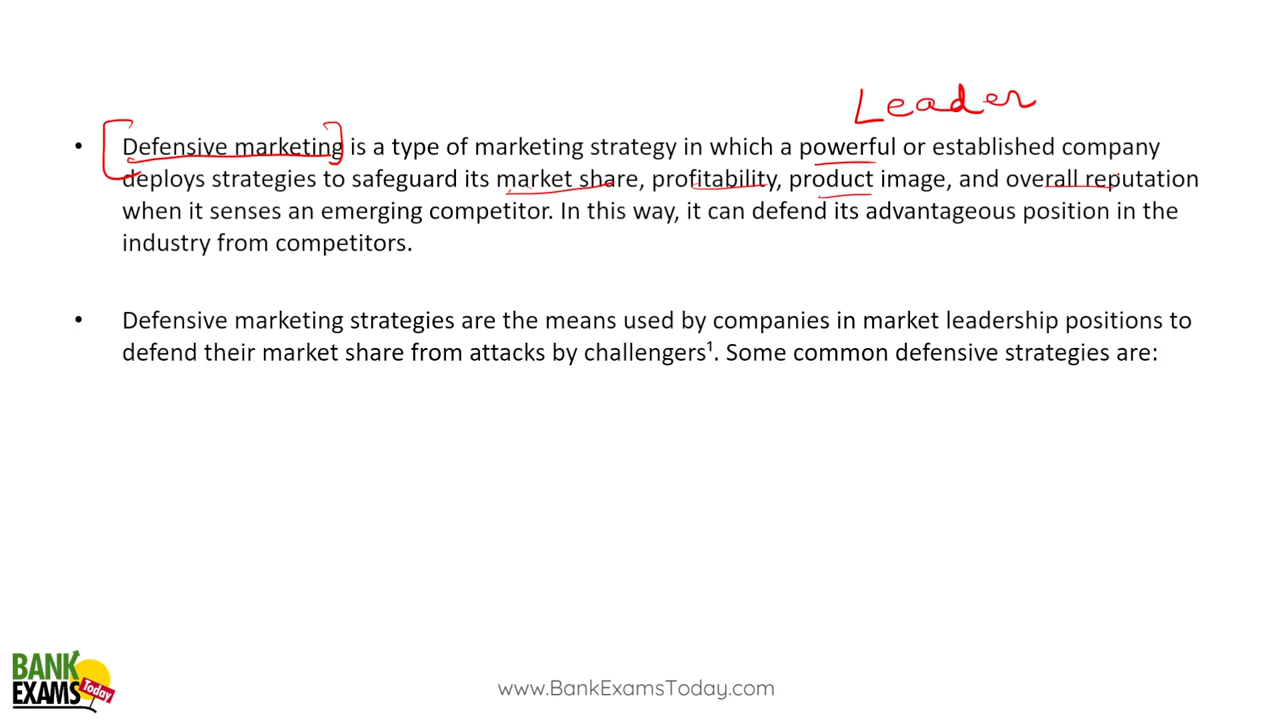 Leader
• Defensive marketing is a type of marketing strategy in which a powerful or established company
deploys strategies to safeguard its market share, profitability, product image, and overall reputation
when it senses an emerging competitor. In this way, it can defend its advantageous position in the
industry from competitors.
• Defensive marketing strategies are the means used by companies in market leadership positions to
defend their market share from attacks by challengers¹. Some common defensive strategies are:
BANK
EXAMS
Today
www.BankExamsToday.com